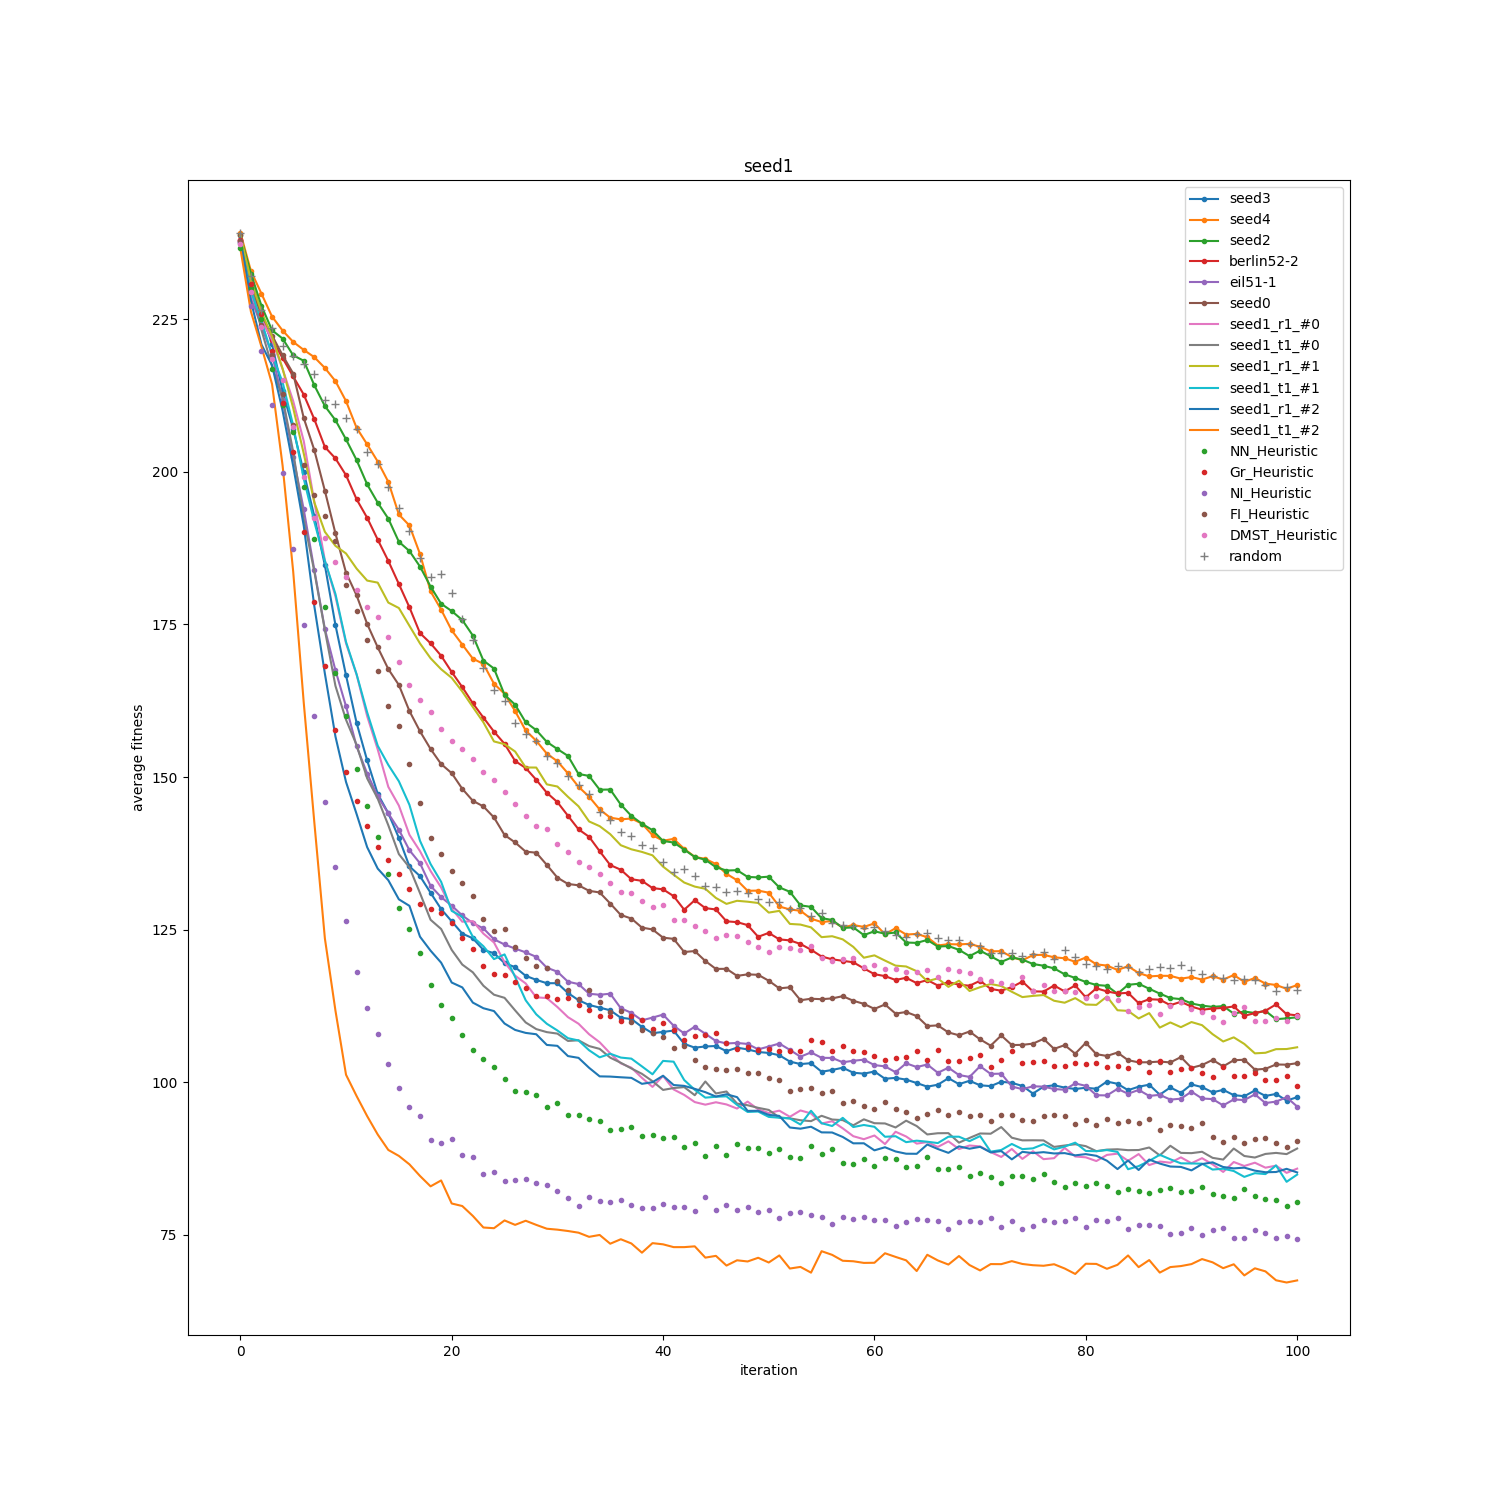 seed1
seed3
seed4
seed2
berlin52-2
eil51-1
seed0
seed1_r1_#0
seed1_t1_#0
seed1_r1_#1
seed1_t1_#1
seed1_r1_#2
seed1_t1_#2
NN_Heuristic
Gr_Heuristic
NI_Heuristic
FI_Heuristic
DMST_Heuristic
random
225
200
175
150
125
100
75
average fitness
0 20 40 60 80 100
iteration